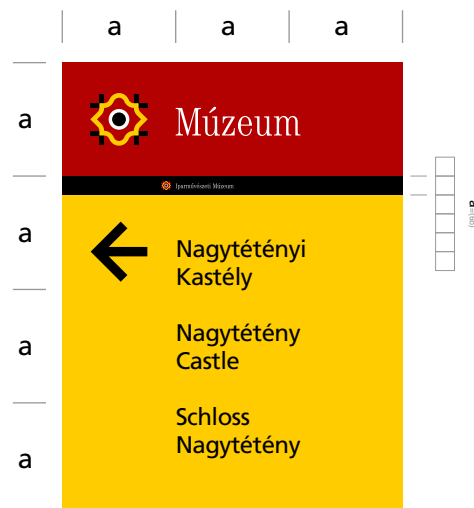 a a a
a
Múzeum
Iparművészeti Múzeum
a
Nagytétényi
Kastély
a
Nagytétény
Castle
a
Schloss
Nagytétény